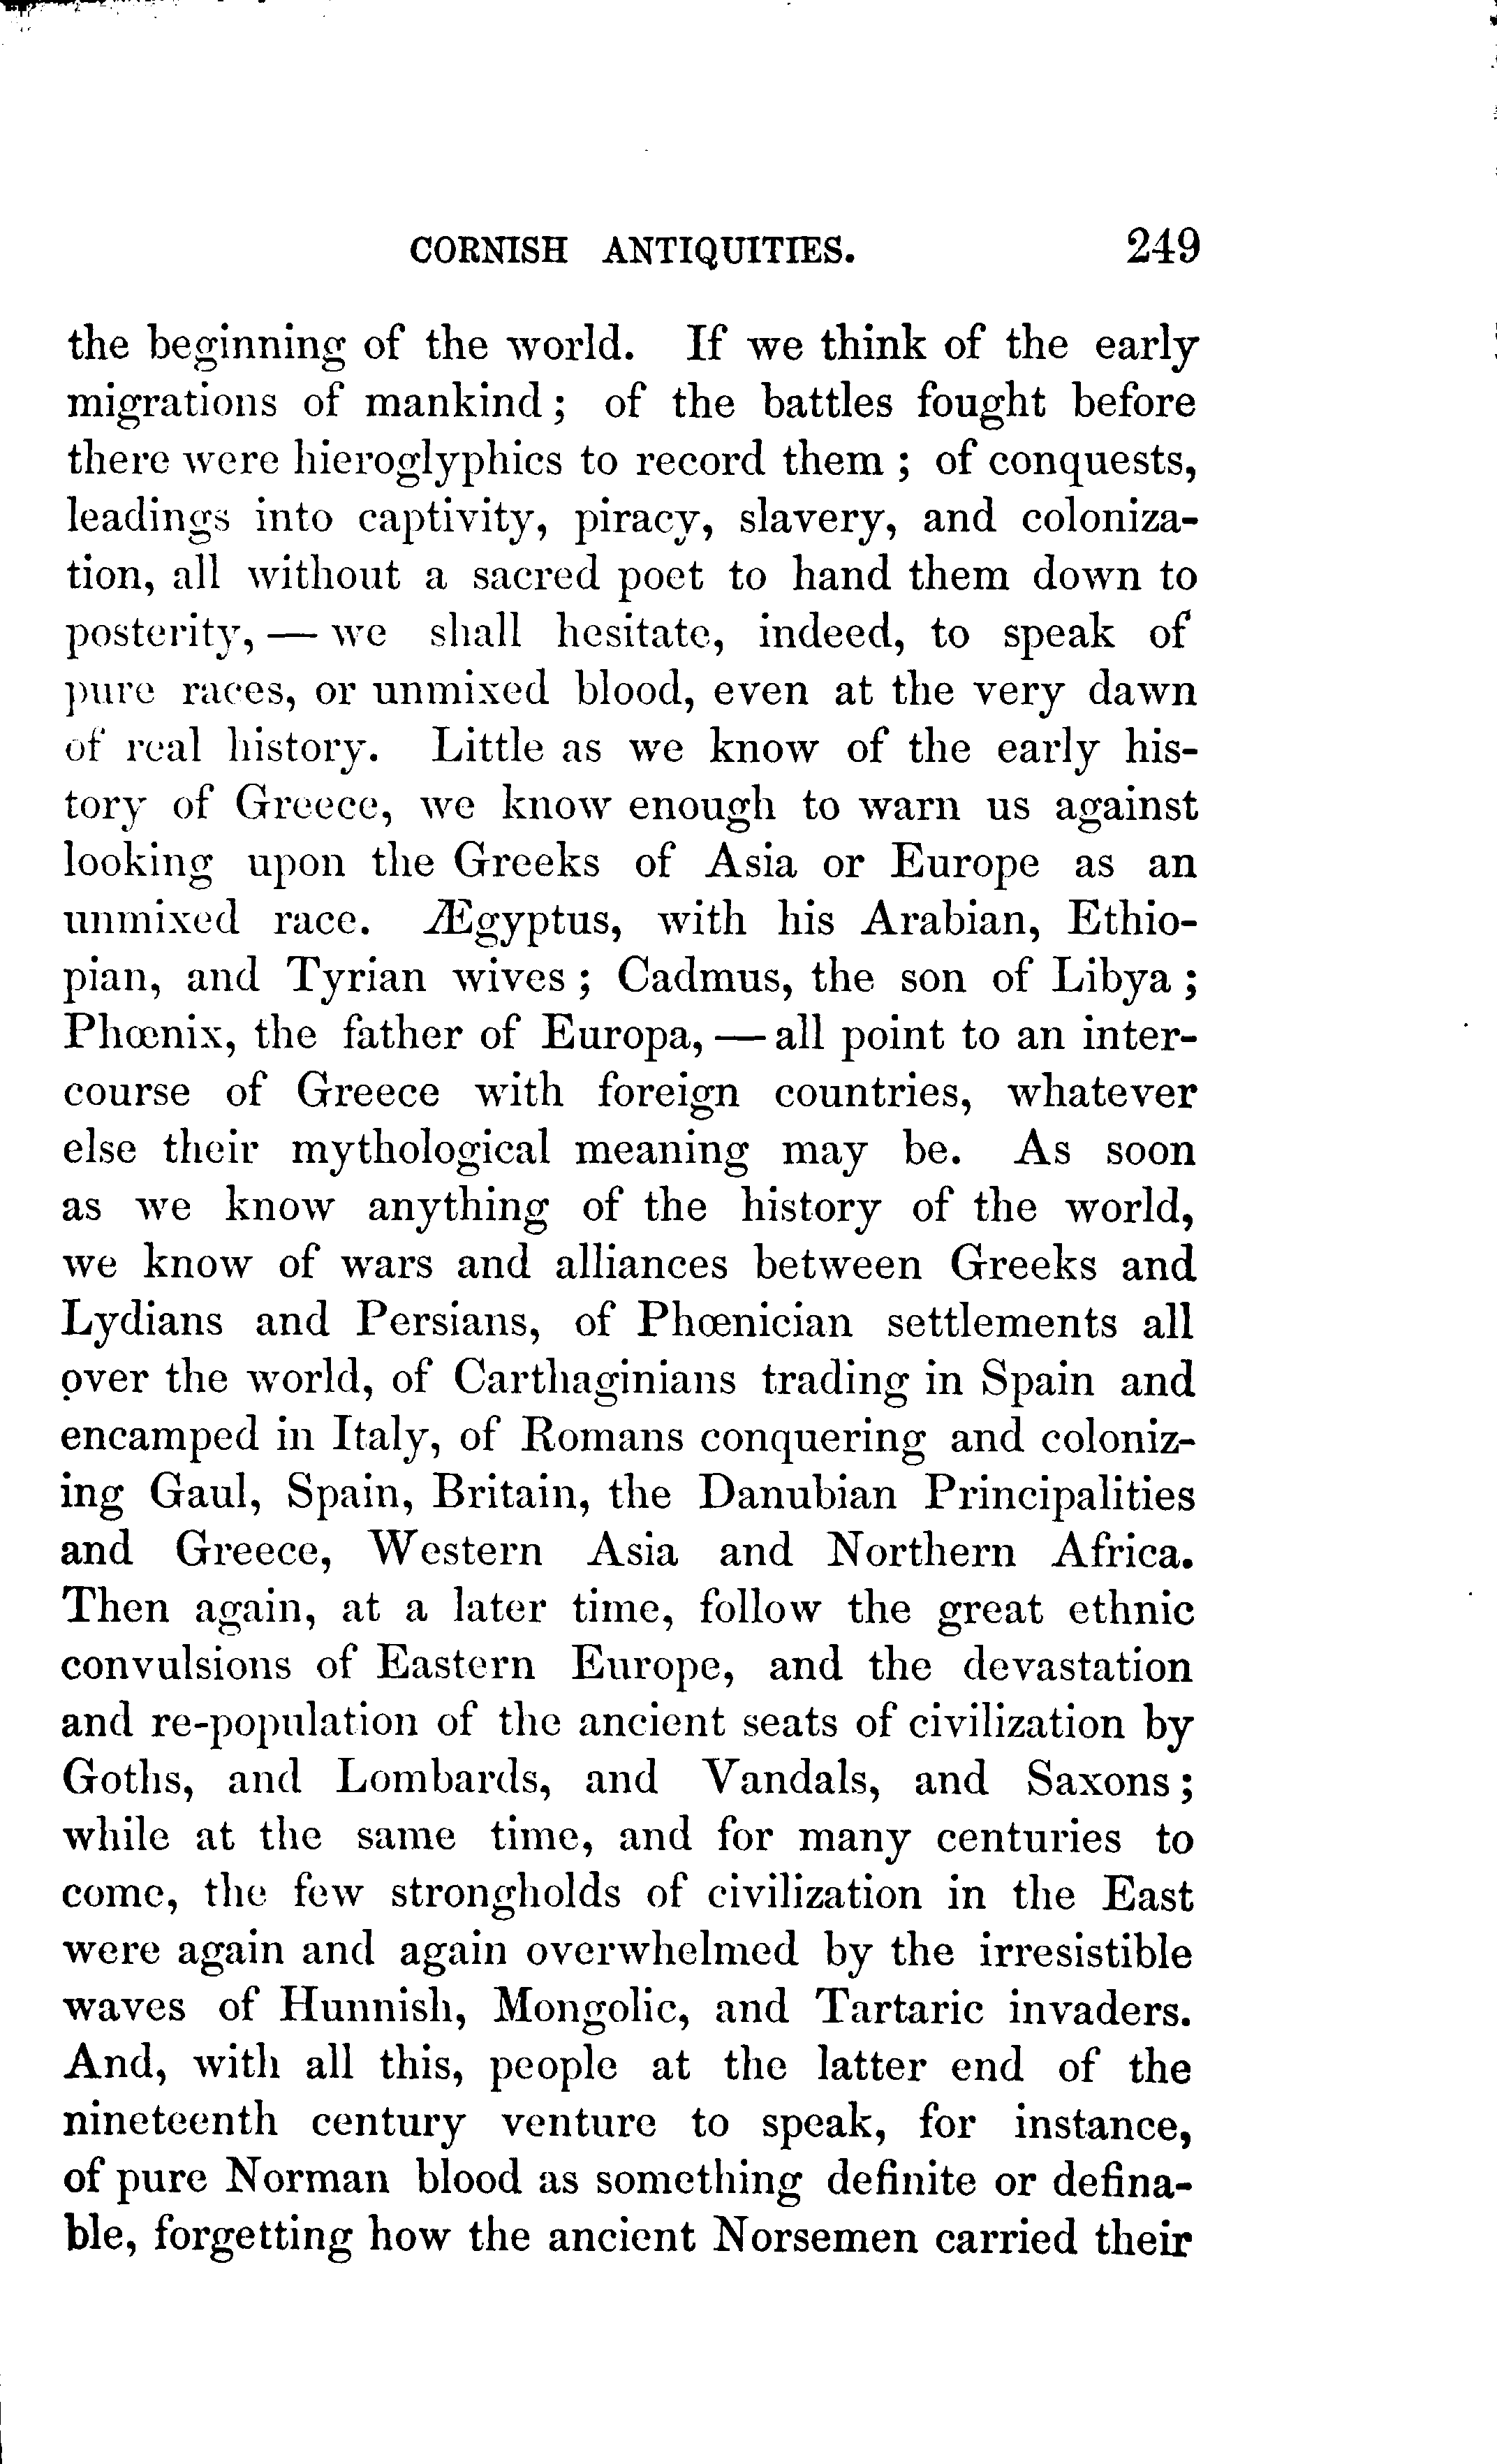 CORNISH ANTIQUITIES. 249
the beginning of the world. If we think of the early
migrations of mankind; of the battles fought before
there were hieroglyphics to record them; of conquests,
leadings into captivity, piracy, slavery, and coloniza-
tion, all without a sacred poet to hand them down to
posterity, — we shall hesitate, indeed, to speak of
pure races, or unmixed blood, even at the very dawn
of real history. Little as we know of the early his-
tory of Greece, we know enough to warn us against
looking upon the Greeks of Asia or Europe as an
unmixed race. Ægyptus, with his Arabian, Ethio-
pian, and Tyrian wives; Cadmus, the son of Libya;
Phœnix, the father of Europa, — all point to an inter-
course of Greece with foreign countries, whatever
else their mythological meaning may be. As soon
as we know anything of the history of the world,
we know of wars and alliances between Greeks and
Lydians and Persians, of Phœnician settlements all
over the world, of Carthaginians trading in Spain and
encamped in Italy, of Romans conquering and coloniz-
ing Gaul, Spain, Britain, the Danubian Principalities
and Greece, Western Asia and Northern Africa.
Then again, at a later time, follow the great ethnic
convulsions of Eastern Europe, and the devastation
and re-population of the ancient seats of civilization by
Goths, and Lombards, and Vandals, and Saxons;
while at the same time, and for many centuries to
come, the few strongholds of civilization in the East
were again and again overwhelmed by the irresistible
waves of Hunnish, Mongolic, and Tartaric invaders.
And, with all this, people at the latter end of the
nineteenth century venture to speak, for instance,
of pure Norman blood as something definite or defina-
ble, forgetting how the ancient Norsemen carried their